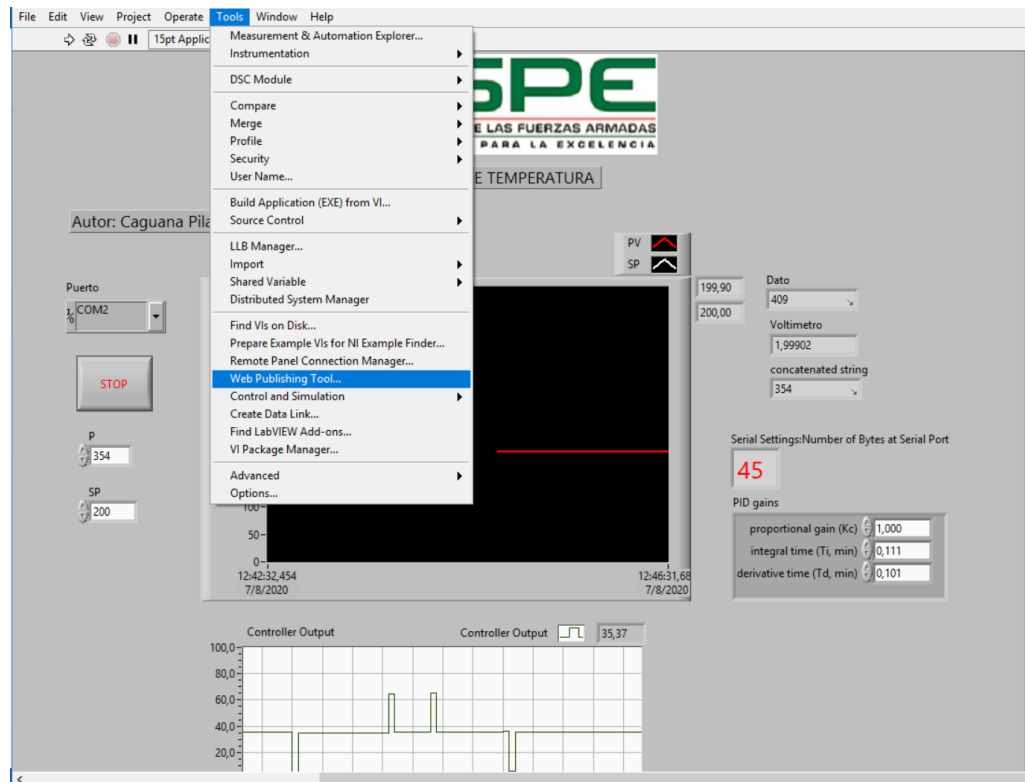 File Edit View Project Operate Tools Window Help
15pt Applic
Measurement & Automation Explorer...
Instrumentation
DSC Module
Compare
Merge
Profile
Security
User Name...
Build Application (EXE) from VI...
Source Control
LLB Manager...
Import
Shared Variable
Distributed System Manager
Find VIs on Disk...
Prepare Example VIs for NI Example Finder...
Remote Panel Connection Manager...
Web Publishing Tool...
Control and Simulation
Create Data Link...
Find LabVIEW Add-ons...
VI Package Manager...
Advanced
Options...
SPE
E LAS FUERZAS ARMADAS
PARA LA EXCELENCIA
E TEMPERATURA
Autor: Caguana Pila
PV
SP
Puerto
COM2
STOP
P
354
SP
200
199,90
200,00
Dato
409
Voltimetro
1,99902
concatenated string
354
Serial Settings:Number of Bytes at Serial Port
45
PID gains
proportional gain (Kc) 1,000
integral time (Ti, min) 0,111
derivative time (Td, min) 0,101
100
50
0
12:42:32,454
7/8/2020
12:46:31,68
7/8/2020
Controller Output
Controller Output 35,37
100,0
80,0
60,0
40,0
20,0